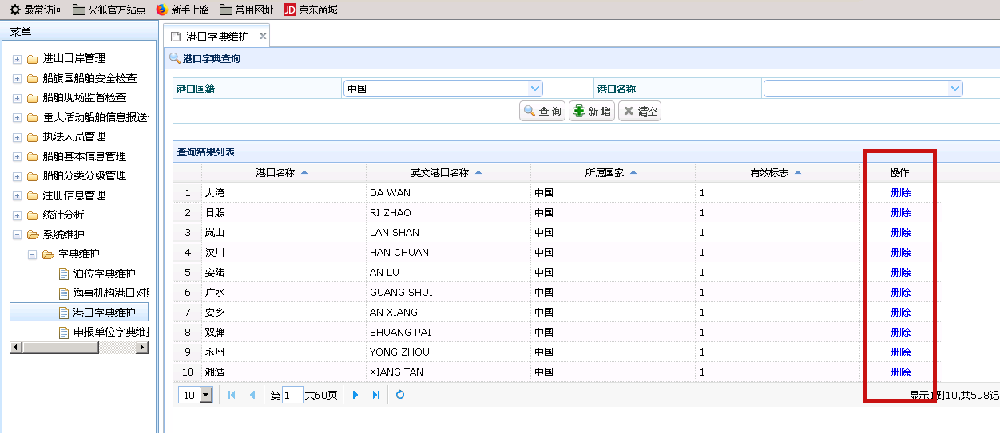 最常访问 火狐官方站点 新手上路 常用网址 JD 京东商城
菜单
进出口岸管理
船旗国船舶安全检查
船舶现场监督检查
重大活动船舶信息报送
执法人员管理
船舶基本信息管理
船舶分类分级管理
注册信息管理
统计分析
系统维护
字典维护
泊位字典维护
海事机构港口对
港口字典维护
申报单位字典维
港口字典维护 x
港口字典查询
港口国籍 中国 港口名称
查询 新增 清空
查询结果列表
港口名称 英文港口名称 所属国家 有效标志 操作
1 大湾 DA WAN 中国 1 删除
2 日照 RI ZHAO 中国 1 删除
3 岚山 LAN SHAN 中国 1 删除
4 汉川 HAN CHUAN 中国 1 删除
5 安陆 AN LU 中国 1 删除
6 广水 GUANG SHUI 中国 1 删除
7 安乡 AN XIANG 中国 1 删除
8 双牌 SHUANG PAI 中国 1 删除
9 永州 YONG ZHOU 中国 1 删除
10 湘潭 XIANG TAN 中国 1 删除
10 第 1 共60页 显示1到10,共598记